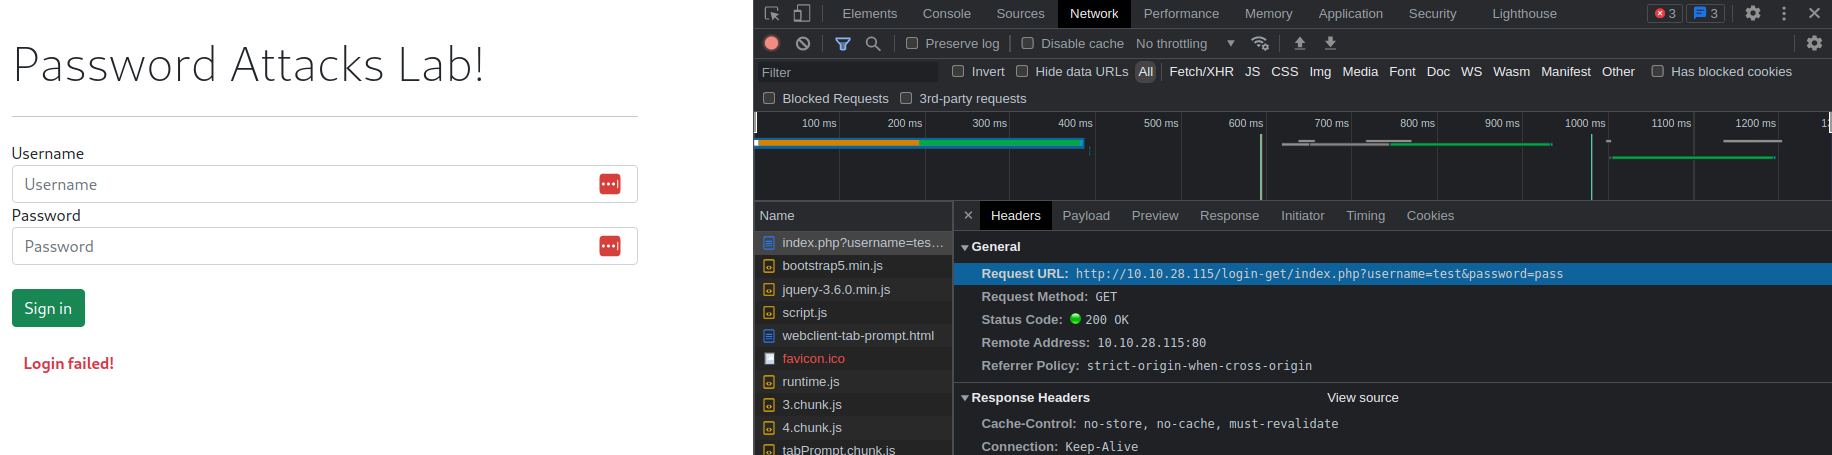 Password Attacks Lab!
Username
Username
Password
Password
Sign in
Login failed!
Elements Console Sources Network Performance Memory Application Security Lighthouse 3 3
Preserve log Disable cache No throttling
Filter Invert Hide data URLs All Fetch/XHR JS CSS Img Media Font Doc WS Wasm Manifest Other Has blocked cookies
Blocked Requests 3rd-party requests
100 ms 200 ms 300 ms 400 ms 500 ms 600 ms 700 ms 800 ms 900 ms 1000 ms 1100 ms 1200 ms
Name
index.php?username=tes...
bootstrap5.min.js
jquery-3.6.0.min.js
script.js
webclient-tab-prompt.html
favicon.ico
runtime.js
3.chunk.js
4.chunk.js
tabPrompt.chunk.js
Headers Payload Preview Response Initiator Timing Cookies
General
Request URL: http://10.10.28.115/login-get/index.php?username=test&password=pass
Request Method: GET
Status Code: 200 OK
Remote Address: 10.10.28.115:80
Referrer Policy: strict-origin-when-cross-origin
Response Headers View source
Cache-Control: no-store, no-cache, must-revalidate
Connection: Keep-Alive